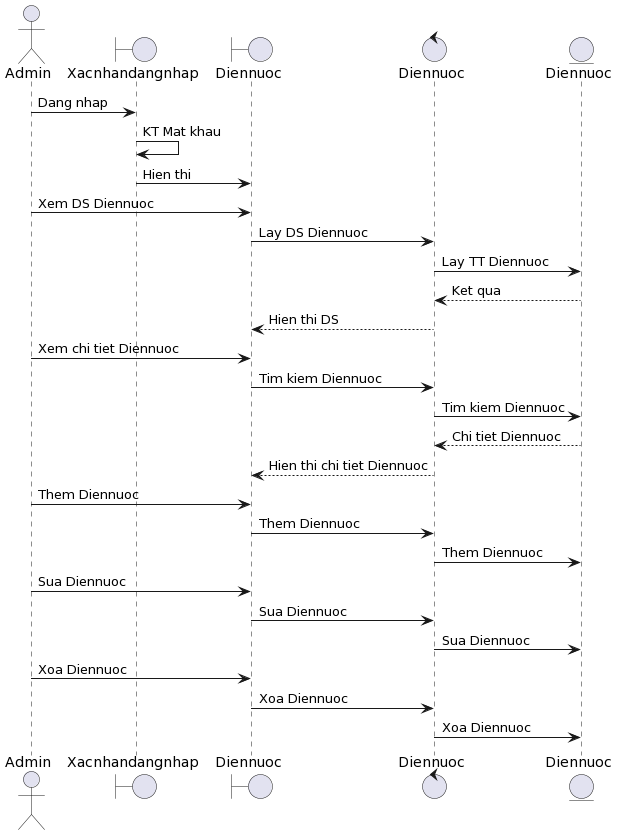 Admin Xacnhandangnhap Diennuoc Diennuoc Diennuoc
Dang nhap
KT Mat khau
Hien thi
Xem DS Diennuoc
Lay DS Diennuoc
Lay TT Diennuoc
Ket qua
Hien thi DS
Xem chi tiet Diennuoc
Tim kiem Diennuoc
Tim kiem Diennuoc
Chi tiet Diennuoc
Hien thi chi tiet Diennuoc
Them Diennuoc
Them Diennuoc
Them Diennuoc
Sua Diennuoc
Sua Diennuoc
Sua Diennuoc
Xoa Diennuoc
Xoa Diennuoc
Xoa Diennuoc
Admin Xacnhandangnhap Diennuoc Diennuoc Diennuoc